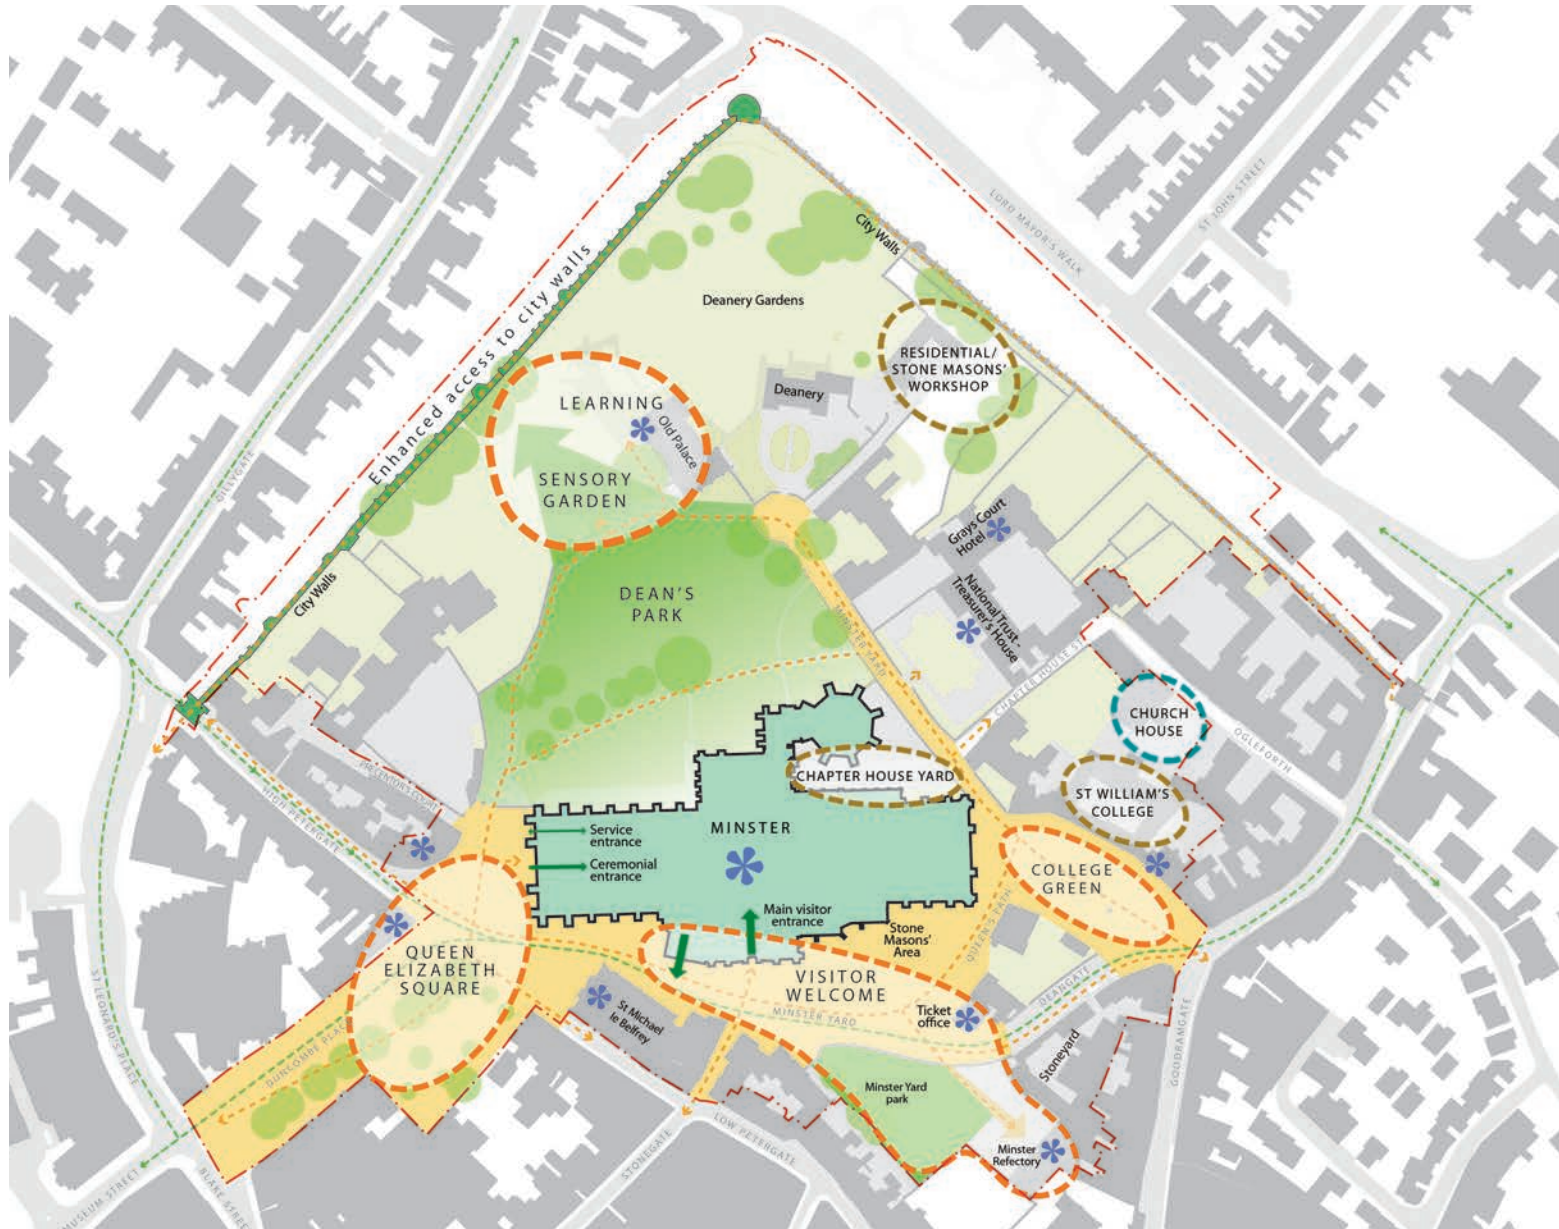 LORD MAYOR'S WALK
ST JOHN STREET
City Walls
Enhanced access to city walls
Deanery Gardens
RESIDENTIAL/
STONE MASONS'
WORKSHOP
Deanery
LEARNING
Old Palace
SENSORY
GARDEN
GILLYGATE
Grays Court
Hotel
City Walls
DEAN'S
PARK
National Trust -
Treasurer's House
MINSTER YARD
CHAPTER HOUSE ST
CHURCH
HOUSE
OGLEFORTH
PRECENTOR'S COURT
HIGH PETERGATE
CHAPTER HOUSE YARD
ST WILLIAM'S
COLLEGE
MINSTER
Service
entrance
Ceremonial
entrance
COLLEGE
GREEN
Main visitor
entrance
Stone
Masons'
Area
QUEEN'S PATH
QUEEN
ELIZABETH
SQUARE
VISITOR
WELCOME
DEANGATE
ST LEONARD'S PLACE
St Michael
le Belfrey
MINSTER YARD
Ticket
office
GOODRAMGATE
DUNCOMBE PLACE
Stoneyard
Minster Yard
park
Minster
Refectory
STONEGATE
LOW PETERGATE
MUSEUM STREET
BLAKE STREET